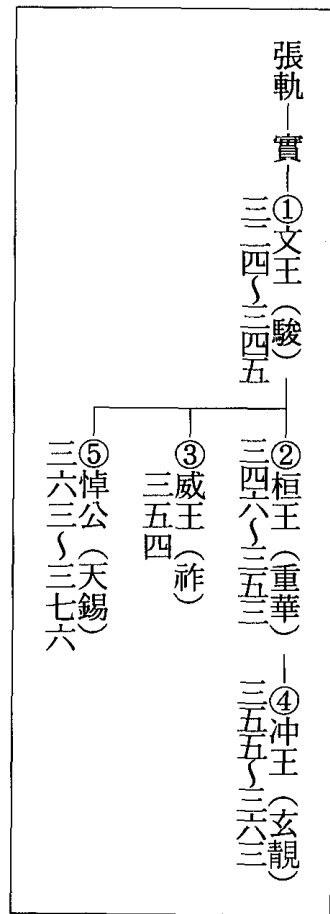 張軌―實―①文王（駿）
三二四～三四五
②桓王（重華）
三四六～三五三
④冲王（玄靚）
三五五～三六三
③威王（祚）
三五四
⑤悼公（天錫）
三六三～三七六